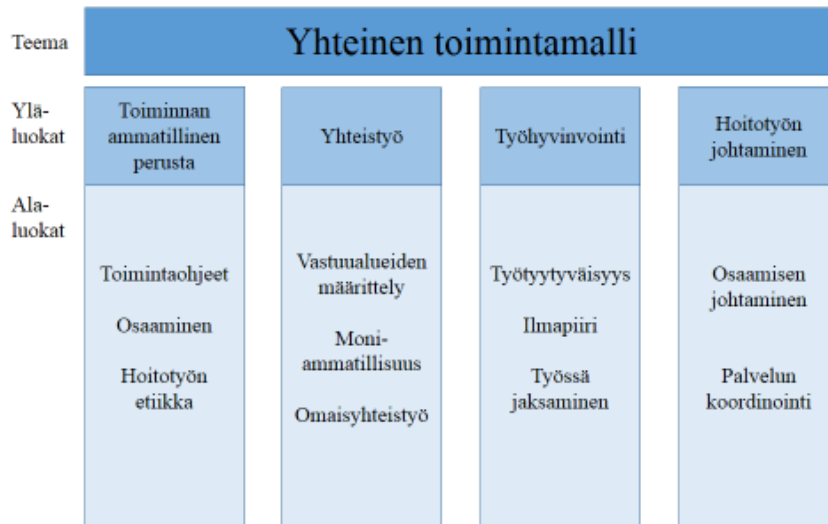 Teema
Yhteinen toimintamalli
Ylä-
luokat
Toiminnan
ammatillinen
perusta
Yhteistyö
Työhyvinvointi
Hoitotyön
johtaminen
Ala-
luokat
Toimintaohjeet
Osaaminen
Hoitotyön
etiikka
Vastuualueiden
määrittely
Moni-
ammatillisuus
Omaisyhteistyö
Työtyytyväisyys
Ilmapiiri
Työssä
jaksaminen
Osaamisen
johtaminen
Palvelun
koordinointi